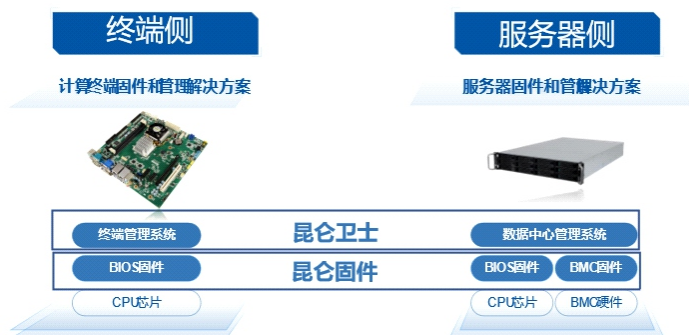 终端侧
服务器侧
计算终端固件和管理解决方案
服务器固件和管理解决方案
终端管理系统
昆仑卫士
数据中心管理系统
BIOS固件
昆仑固件
BIOS固件
BMC固件
CPU芯片
CPU芯片
BMC硬件